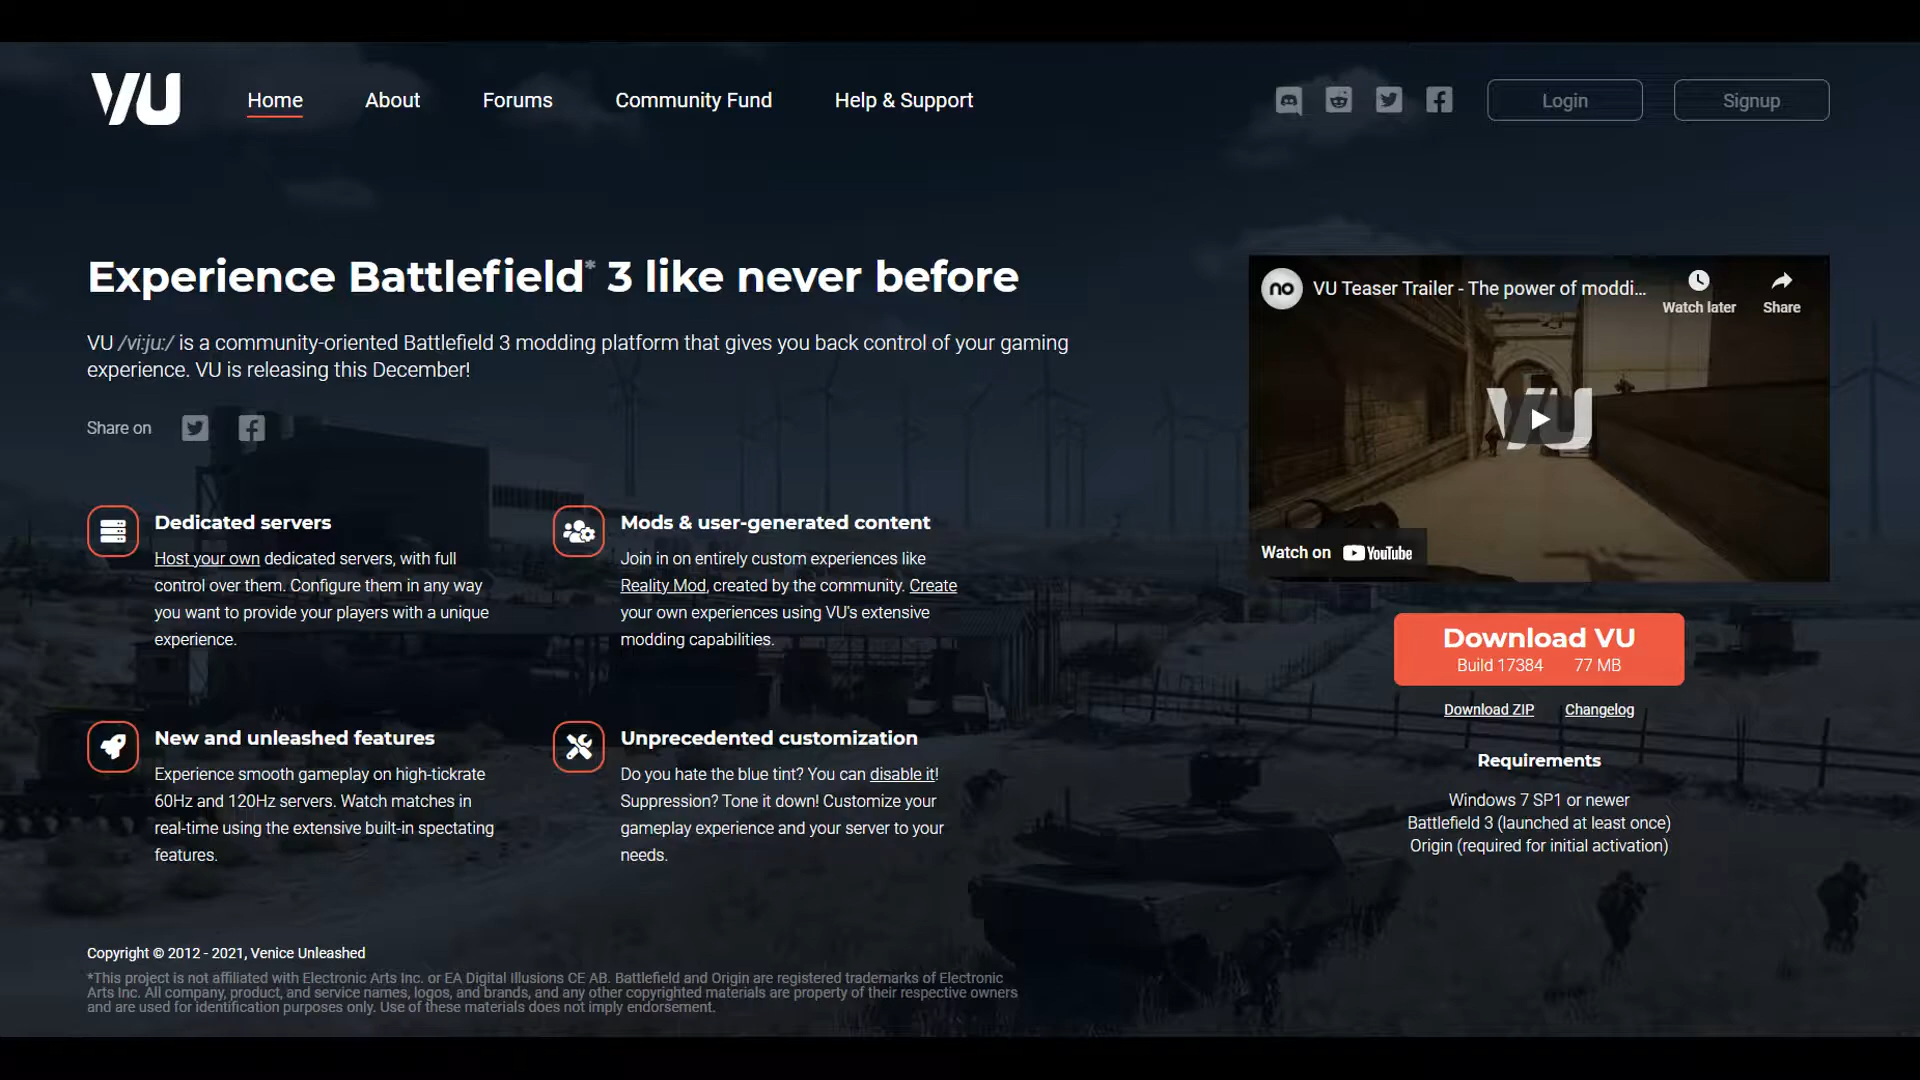 VU
Home
About
Forums
Community Fund
Help & Support
Login
Signup
Experience Battlefield* 3 like never before
VU /vi:ju:/ is a community-oriented Battlefield 3 modding platform that gives you back control of your gaming
experience. VU is releasing this December!
Share on
Dedicated servers
Host your own dedicated servers, with full
control over them. Configure them in any way
you want to provide your players with a unique
experience.
Mods & user-generated content
Join in on entirely custom experiences like
Reality Mod, created by the community. Create
your own experiences using VU's extensive
modding capabilities.
New and unleashed features
Experience smooth gameplay on high-tickrate
60Hz and 120Hz servers. Watch matches in
real-time using the extensive built-in spectating
features.
Unprecedented customization
Do you hate the blue tint? You can disable it!
Suppression? Tone it down! Customize your
gameplay experience and your server to your
needs.
no
VU Teaser Trailer - The power of moddi...
Watch later
Share
VU
Watch on YouTube
Download VU
Build 17384 77 MB
Download ZIP
Changelog
Requirements
Windows 7 SP1 or newer
Battlefield 3 (launched at least once)
Origin (required for initial activation)
Copyright © 2012 - 2021, Venice Unleashed
*This project is not affiliated with Electronic Arts Inc. or EA Digital Illusions CE AB. Battlefield and Origin are registered trademarks of Electronic
Arts Inc. All company, product, and service names, logos, and brands, and any other copyrighted materials are property of their respective owners
and are used for identification purposes only. Use of these materials does not imply endorsement.